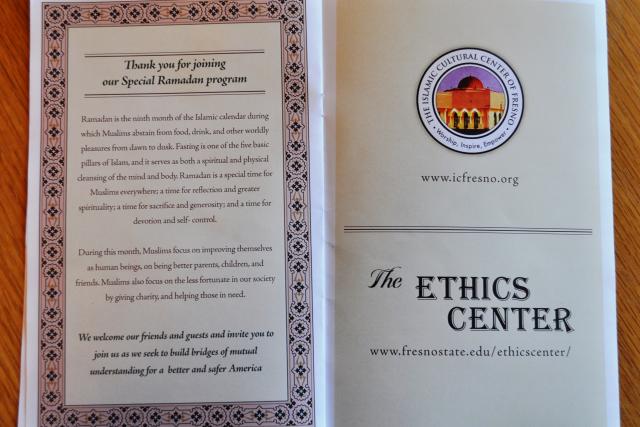 Thank you for joining
our Special Ramadan program
Ramadan is the ninth month of the Islamic calendar during
which Muslims abstain from food, drink, and other worldly
pleasures from dawn to dusk. Fasting is one of the five basic
pillars of Islam, and it serves as both a spiritual and physical
cleansing of the mind and body. Ramadan is a special time for
Muslims everywhere; a time for reflection and greater
spirituality; a time for sacrifice and generosity; and a time for
devotion and self- control.
During this month, Muslims focus on improving themselves
as human beings, on being better parents, children, and
friends. Muslims also focus on the less fortunate in our society
by giving charity, and helping those in need.
We welcome our friends and guests and invite you to
join us as we seek to build bridges of mutual
understanding for a better and safer America
THE ISLAMIC CULTURAL CENTER OF FRESNO
• Worship, Inspire, Empower •
www.icfresno.org
The ETHICS
CENTER
www.fresnostate.edu/ethicscenter/